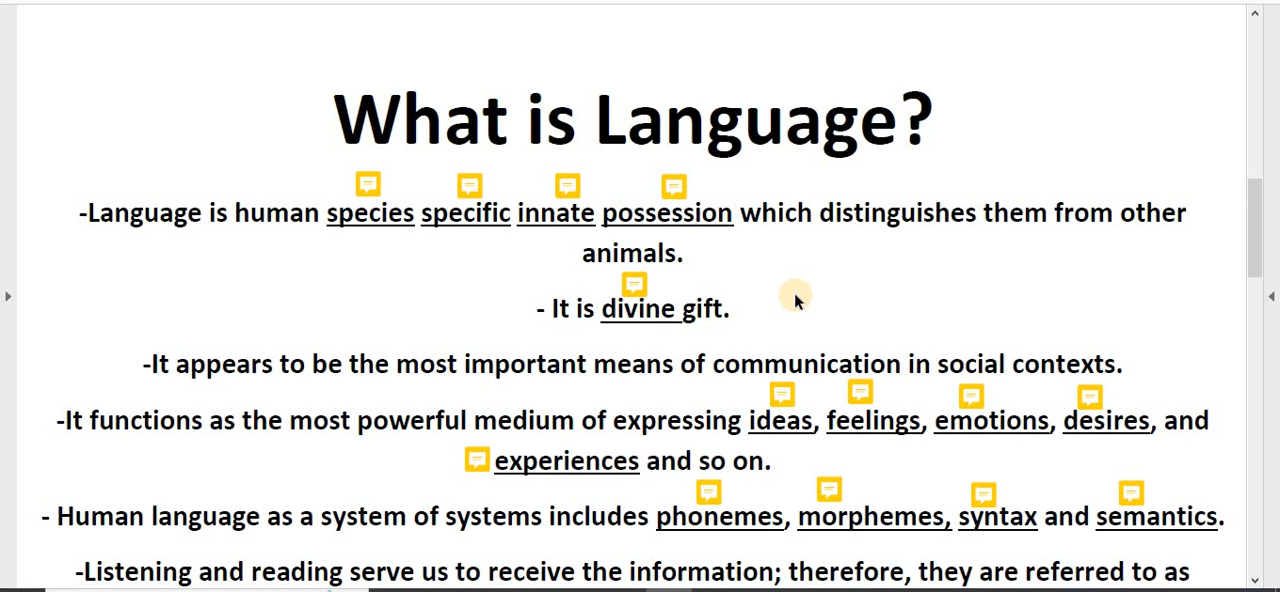 What is Language?
-Language is human species specific innate possession which distinguishes them from other
animals.
- It is divine gift.
-It appears to be the most important means of communication in social contexts.
-It functions as the most powerful medium of expressing ideas, feelings, emotions, desires, and
experiences and so on.
- Human language as a system of systems includes phonemes, morphemes, syntax and semantics.
-Listening and reading serve us to receive the information; therefore, they are referred to as